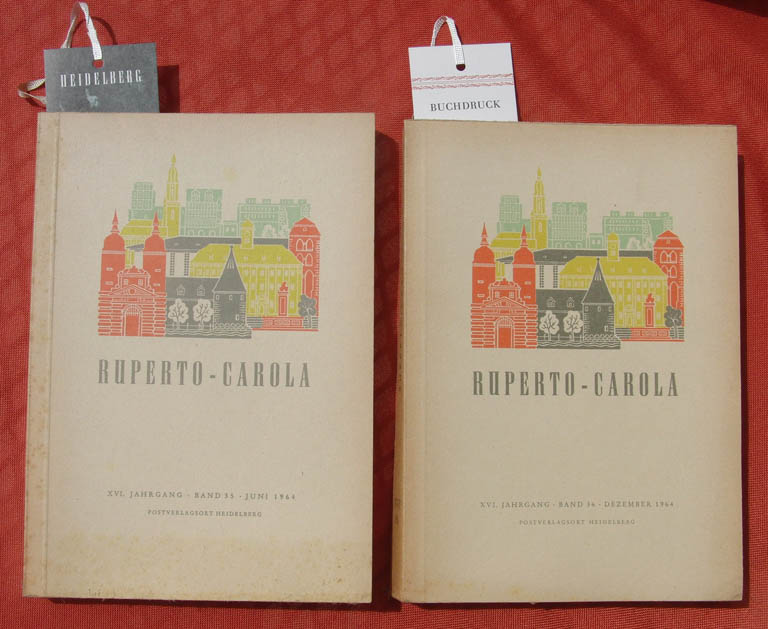 HEIDELBERG
RUPERTO-CAROLA
XVI. JAHRGANG · BAND 35 · JUNI 1964
POSTVERLAGSORT HEIDELBERG
BUCHDRUCK
RUPERTO-CAROLA
XVI. JAHRGANG · BAND 36 · DEZEMBER 1964
POSTVERLAGSORT HEIDELBERG